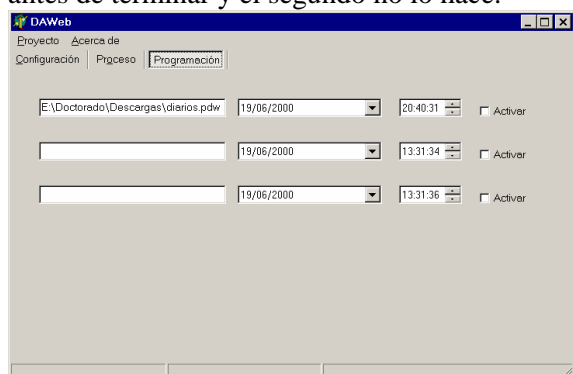 antes de terminar y el segundo no lo hace.
DAWeb
Proyecto Acerca de
Configuración Proceso Programación
E:\Doctorado\Descargas\diarios.pdw 19/06/2000 20:40:31 Activar
19/06/2000 13:31:34 Activar
19/06/2000 13:31:36 Activar